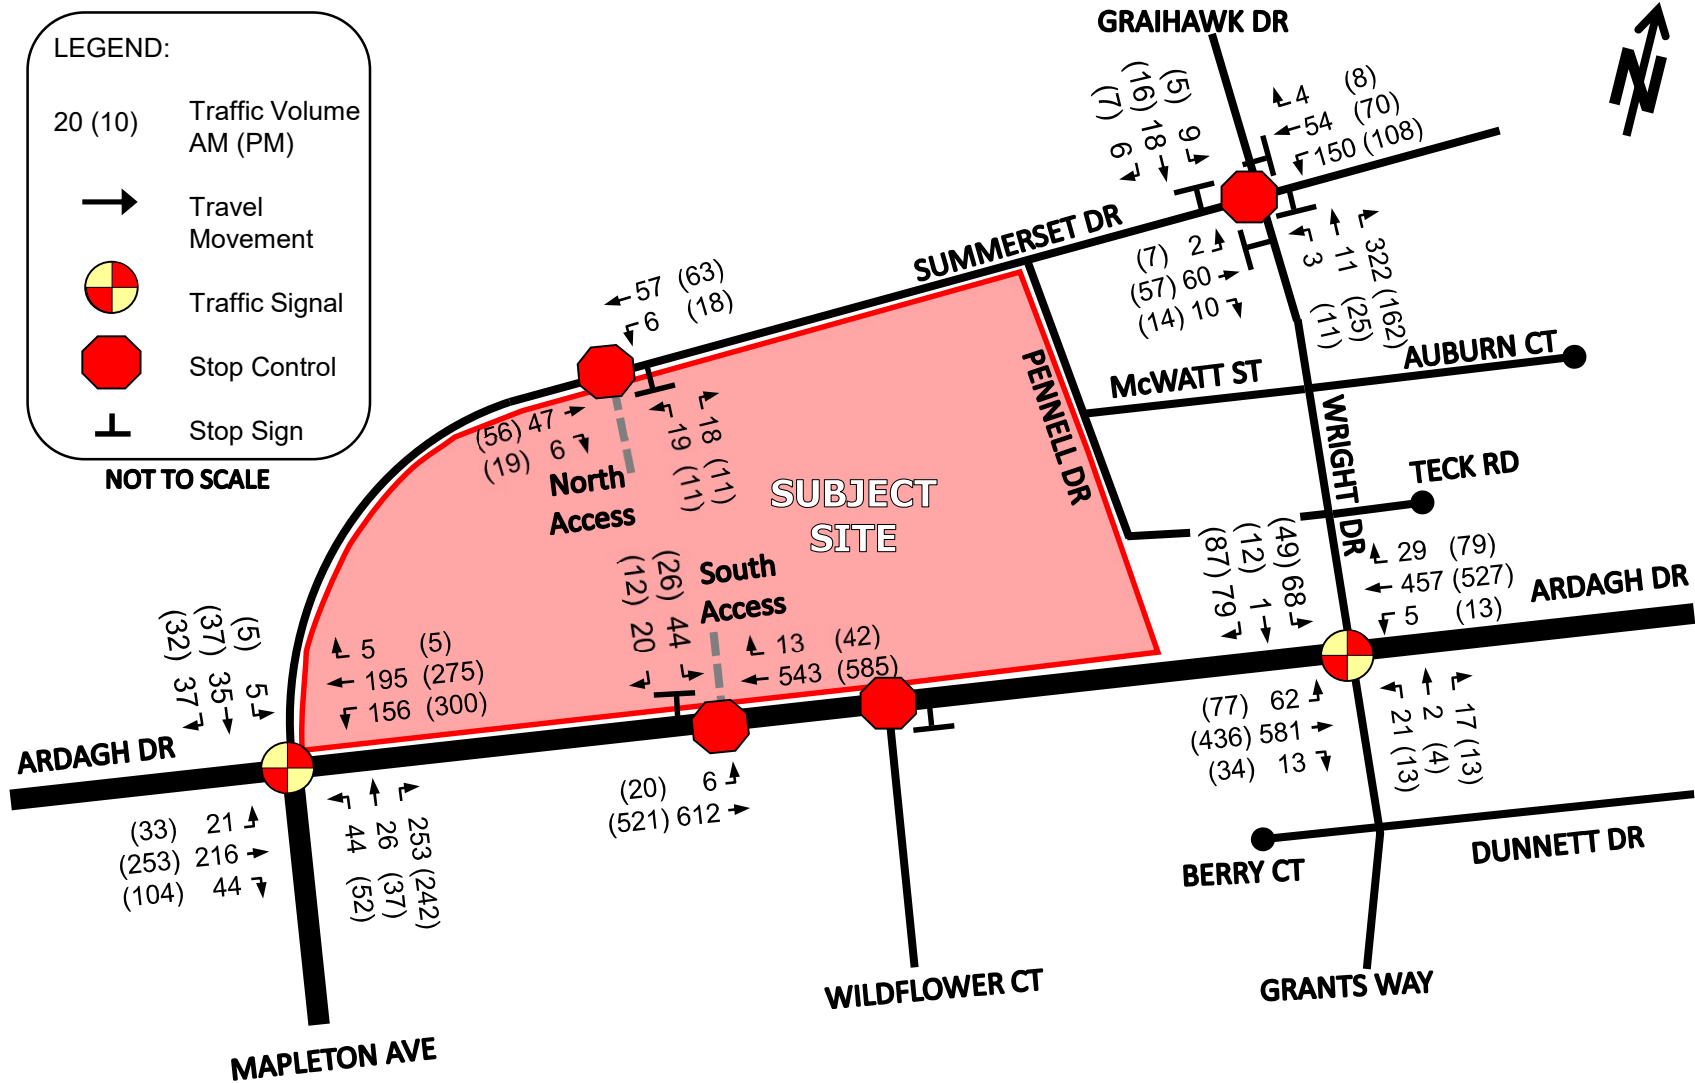 LEGEND:
20 (10)
Traffic Volume
AM (PM)
Travel
Movement
Traffic Signal
Stop Control
Stop Sign
NOT TO SCALE
GRAIHAWK DR
N
(7) 6
(16) 18
(5) 9
4 (8)
54 (70)
150 (108)
SUMMERSET DR
(7) 2
(57) 60
(14) 10
3 (11)
11 (25)
322 (162)
57 (63)
6 (18)
(56) 47
(19) 6
19 (11)
18 (11)
North
Access
SUBJECT
SITE
PENNELL DR
McWATT ST
AUBURN CT
WRIGHT DR
TECK RD
(87) 79
(12) 1
(49) 68
29 (79)
457 (527)
5 (13)
ARDAGH DR
(12) 20
(26) 44
South
Access
13 (42)
543 (585)
(32) 37
(37) 35
(5) 5
5 (5)
195 (275)
156 (300)
ARDAGH DR
(33) 21
(253) 216
(104) 44
44 (52)
26 (37)
253 (242)
(20) 6
(521) 612
(77) 62
(436) 581
(34) 13
21 (13)
2 (4)
17 (13)
BERRY CT
DUNNETT DR
WILDFLOWER CT
GRANTS WAY
MAPLETON AVE